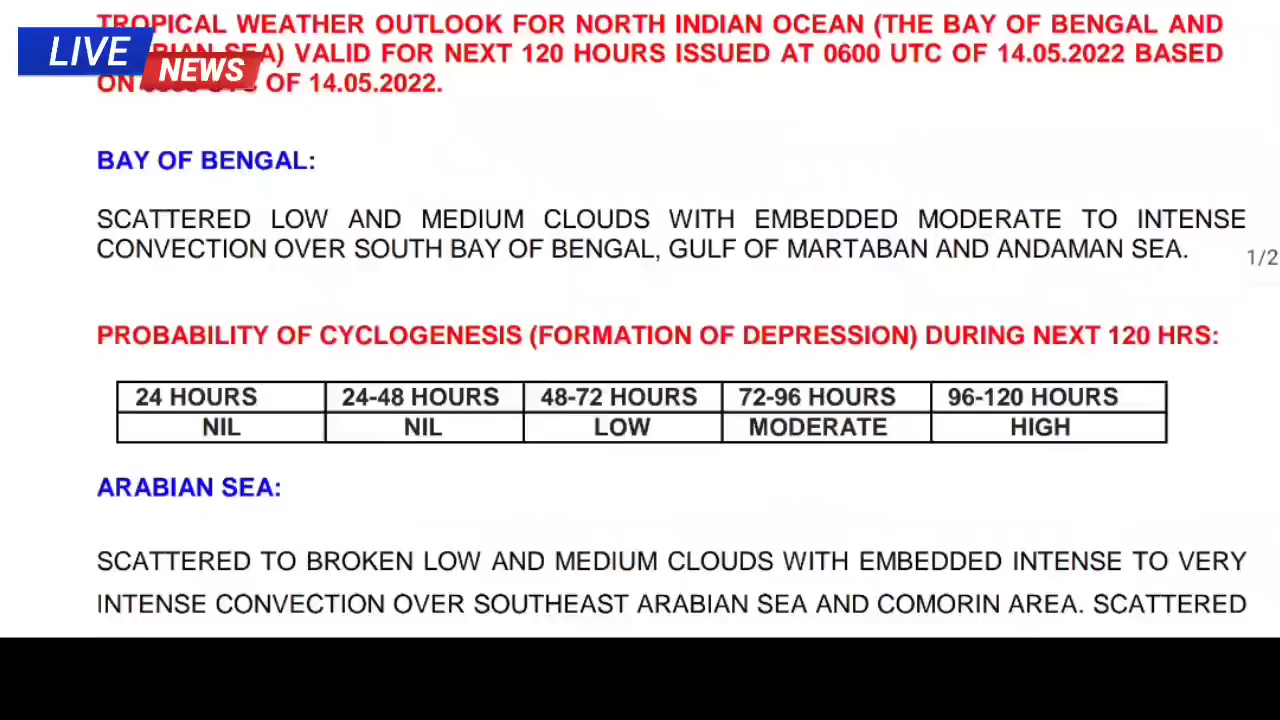 TROPICAL WEATHER OUTLOOK FOR NORTH INDIAN OCEAN (THE BAY OF BENGAL AND
SEA) VALID FOR NEXT 120 HOURS ISSUED AT 0600 UTC OF 14.05.2022 BASED
ON OF 14.05.2022.
LIVE
NEWS
BAY OF BENGAL:
SCATTERED LOW AND MEDIUM CLOUDS WITH EMBEDDED MODERATE TO INTENSE
CONVECTION OVER SOUTH BAY OF BENGAL, GULF OF MARTABAN AND ANDAMAN SEA.
1/2
PROBABILITY OF CYCLOGENESIS (FORMATION OF DEPRESSION) DURING NEXT 120 HRS:
24 HOURS 24-48 HOURS 48-72 HOURS 72-96 HOURS 96-120 HOURS
NIL NIL LOW MODERATE HIGH
ARABIAN SEA:
SCATTERED TO BROKEN LOW AND MEDIUM CLOUDS WITH EMBEDDED INTENSE TO VERY
INTENSE CONVECTION OVER SOUTHEAST ARABIAN SEA AND COMORIN AREA. SCATTERED